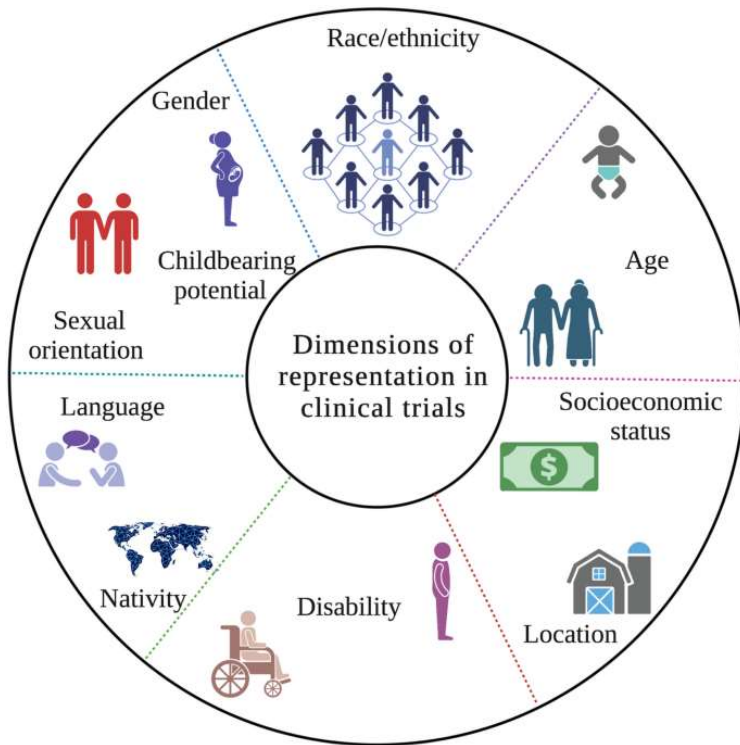 Race/ethnicity
Gender
Childbearing
potential
Sexual
orientation
Age
Dimensions of
representation in
clinical trials
Language
Nativity
Socioeconomic
status
$
Location
Disability